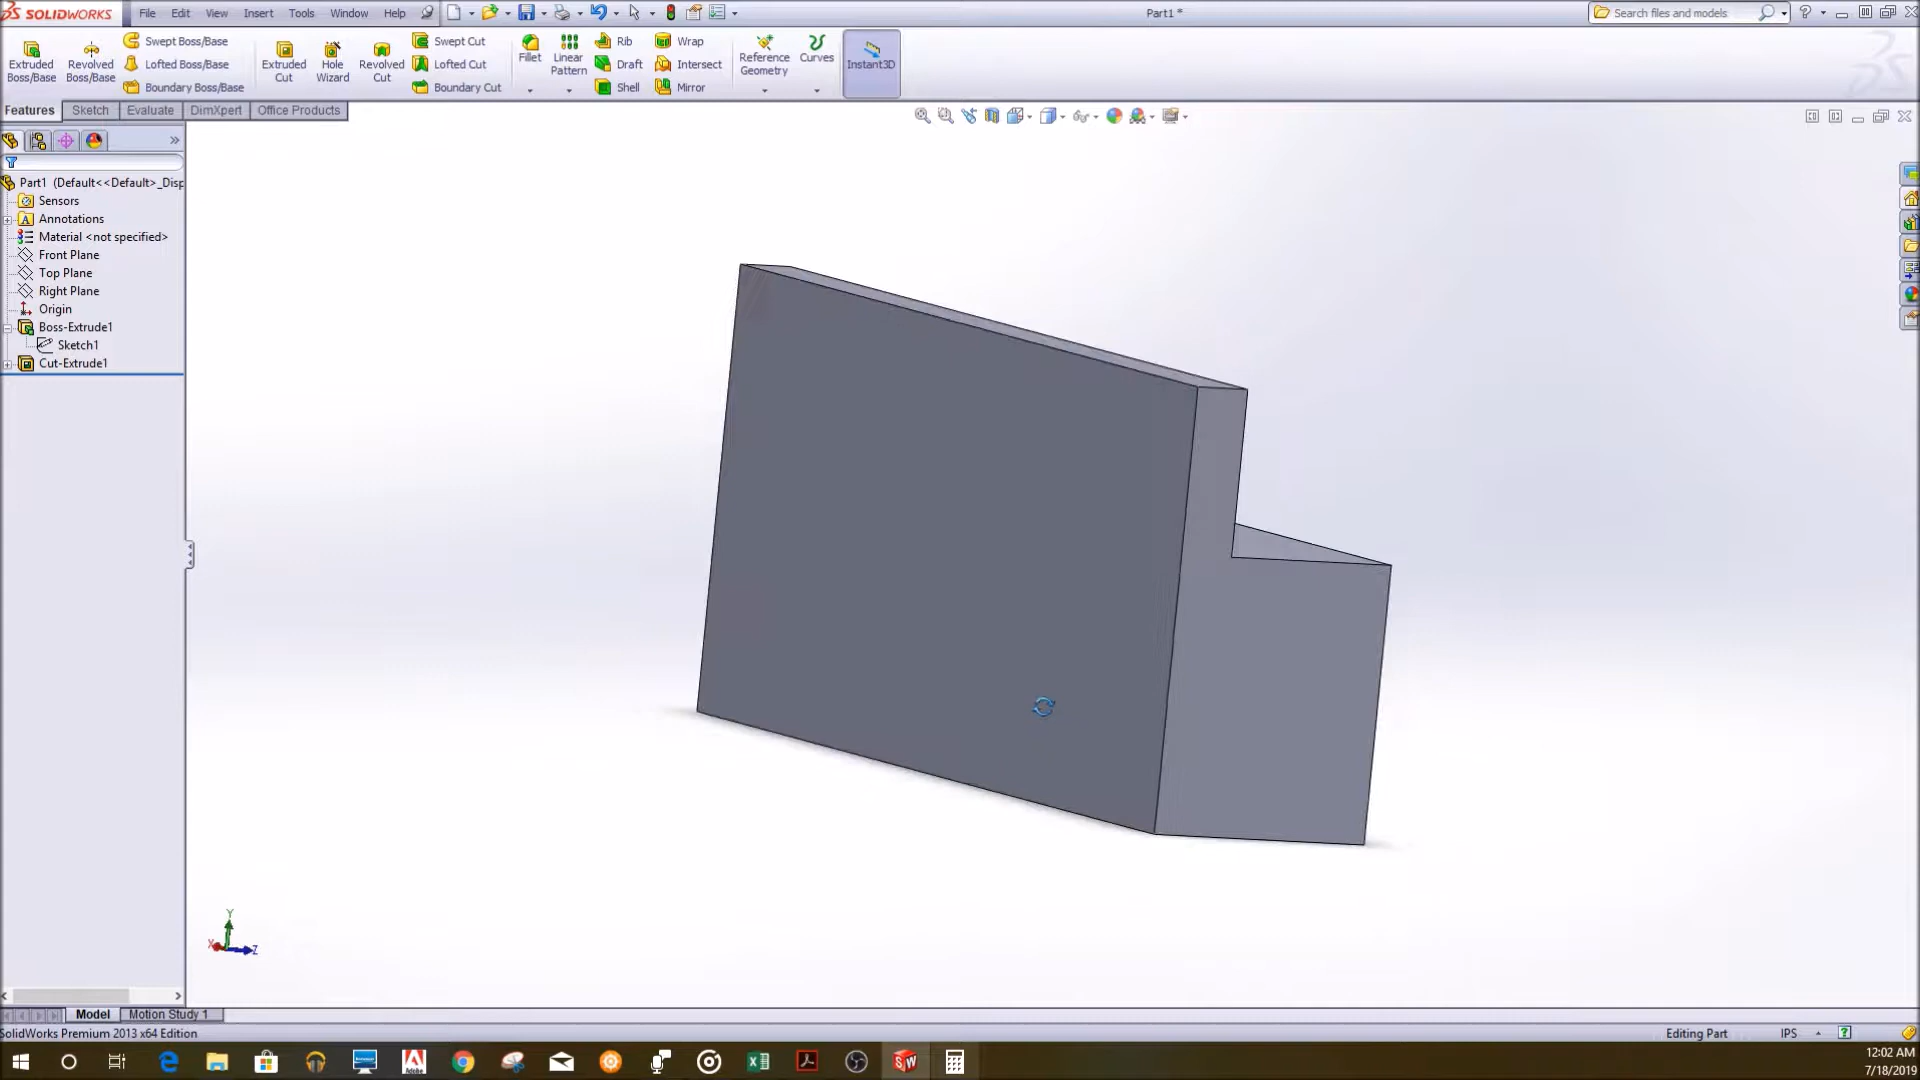 SOLIDWORKS File Edit View Insert Tools Window Help Part1 * Search files and models
Extruded Boss/Base
Revolved Boss/Base
Swept Boss/Base
Lofted Boss/Base
Boundary Boss/Base
Extruded Cut
Hole Wizard
Revolved Cut
Swept Cut
Lofted Cut
Boundary Cut
Fillet
Linear Pattern
Rib
Draft
Shell
Wrap
Intersect
Mirror
Reference Geometry
Curves
Instant3D
Features Sketch Evaluate DimXpert Office Products
Part1 (Default<<Default>_Disp
Sensors
Annotations
Material <not specified>
Front Plane
Top Plane
Right Plane
Origin
Boss-Extrude1
Sketch1
Cut-Extrude1
Y
X Z
Model Motion Study 1
SolidWorks Premium 2013 x64 Edition Editing Part IPS
12:02 AM
7/18/2019